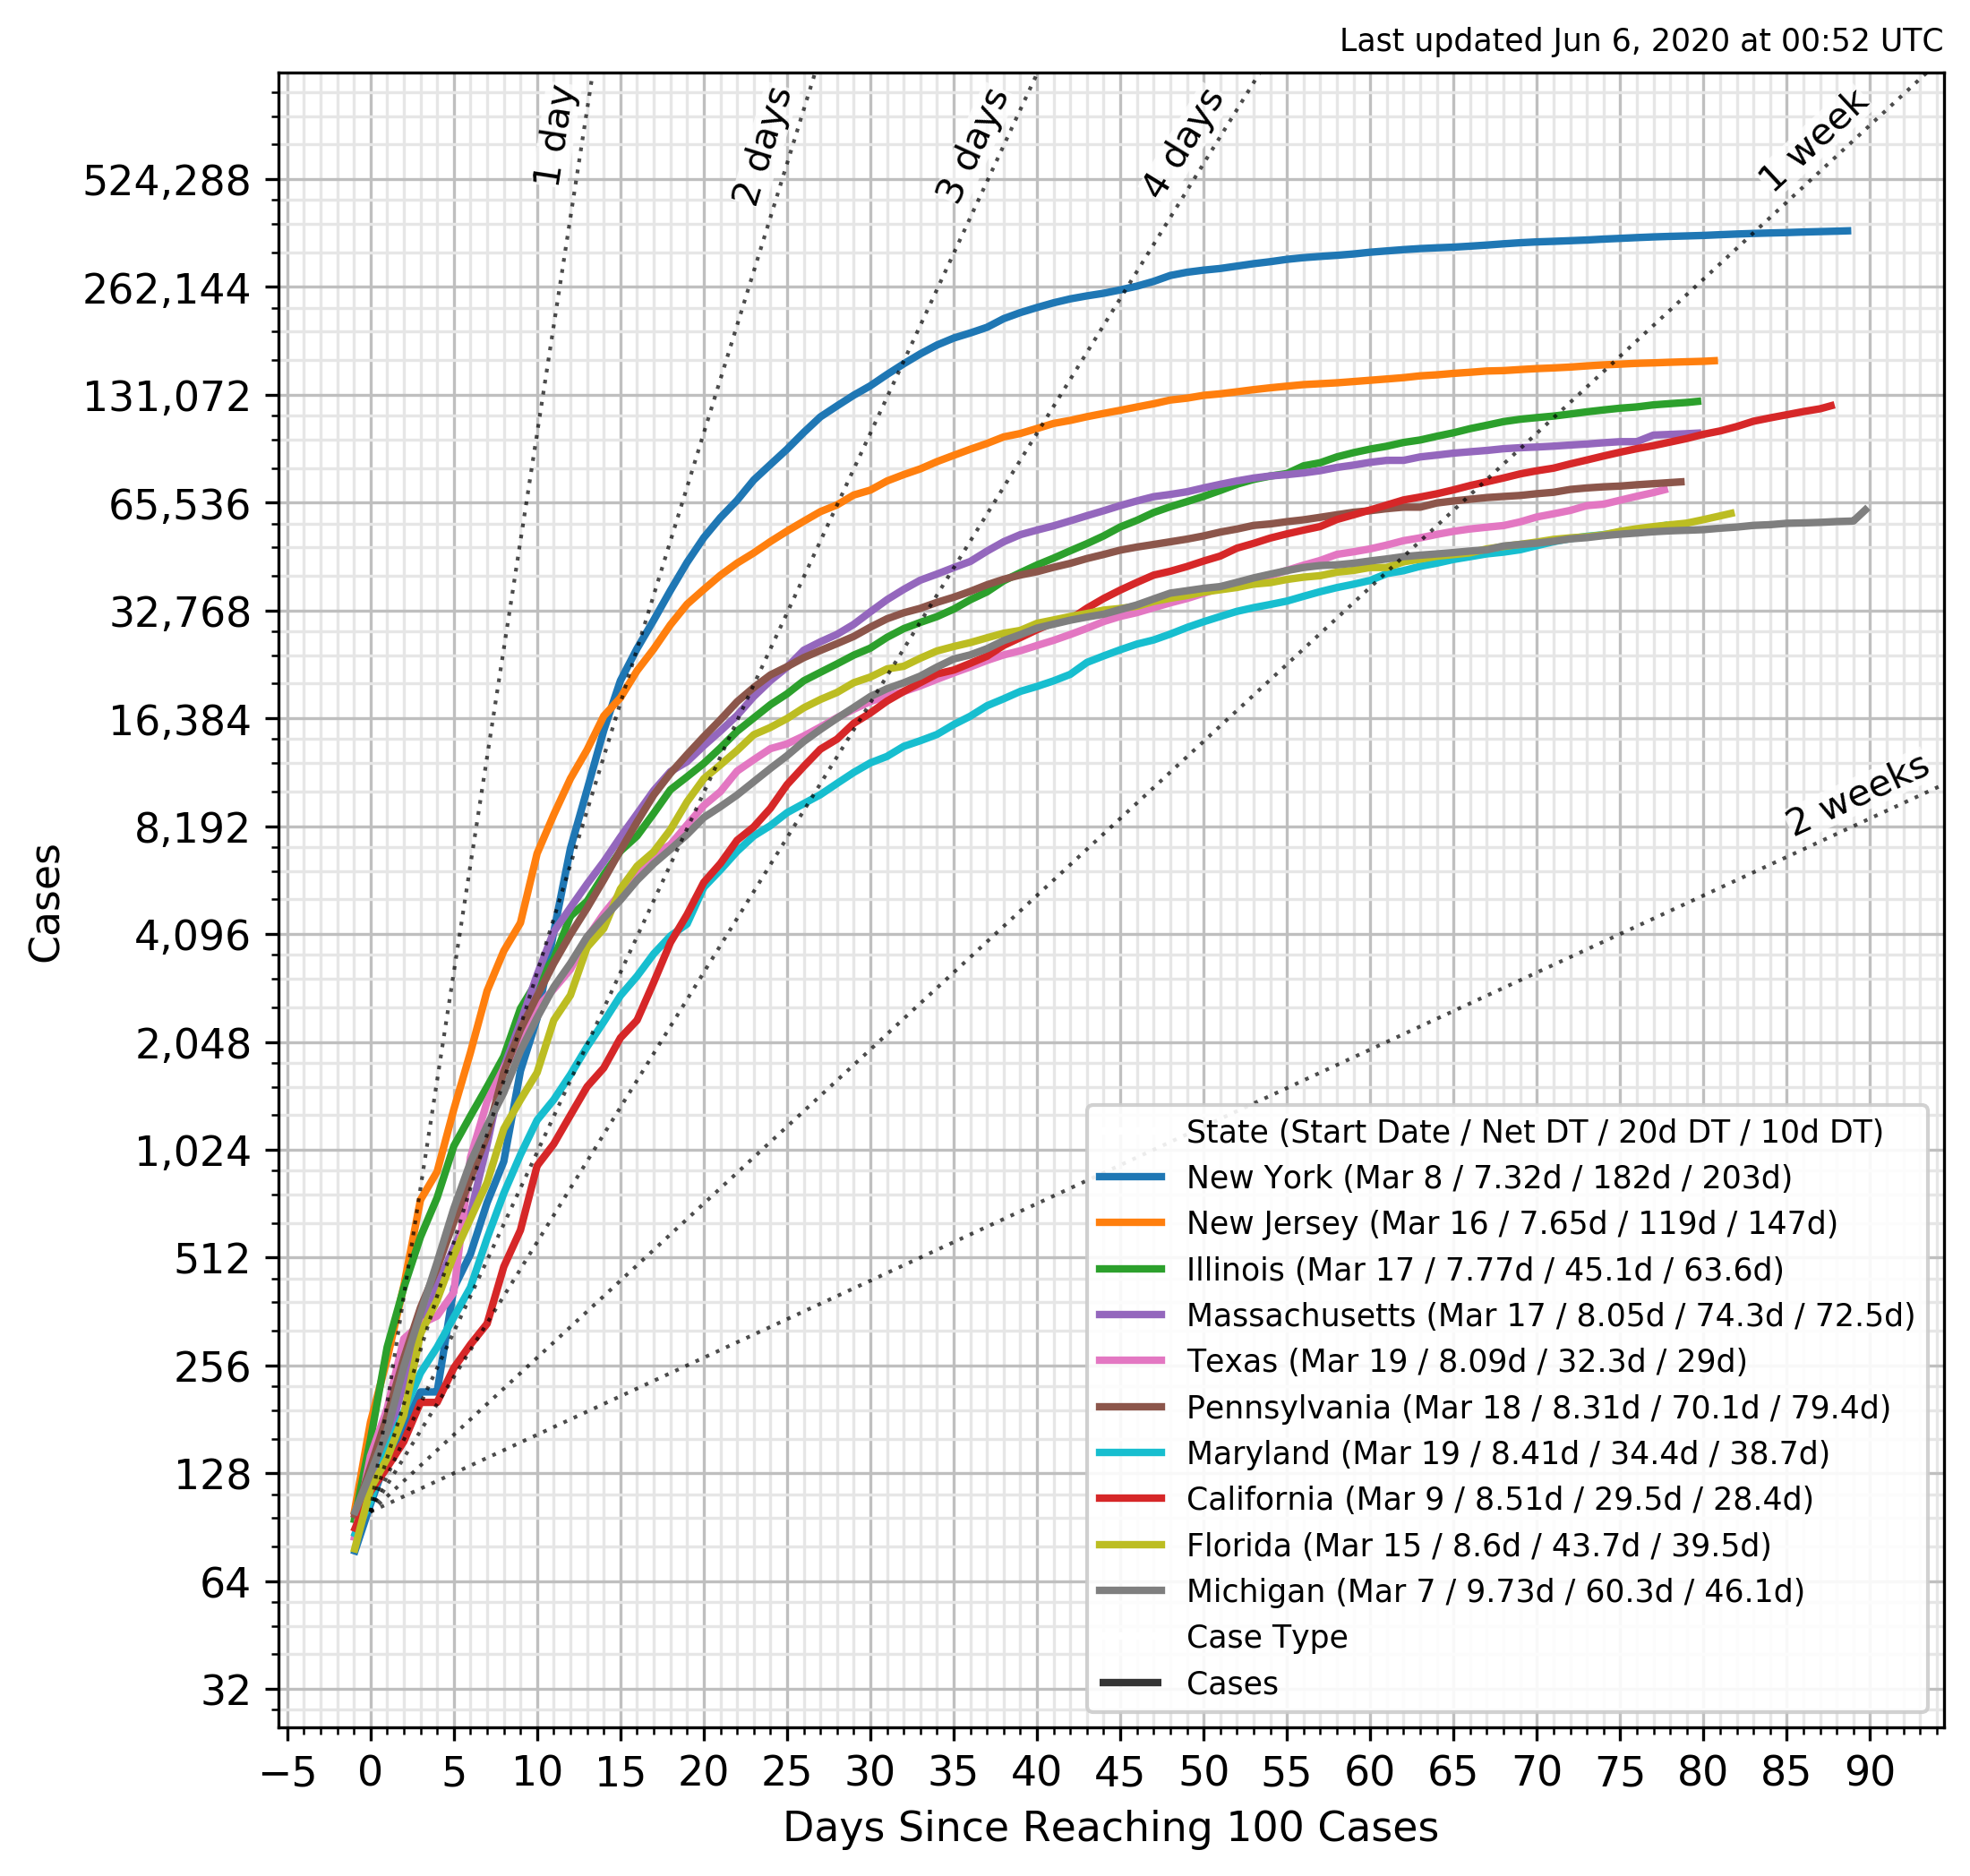 Last updated Jun 6, 2020 at 00:52 UTC
1 day
2 days
3 days
4 days
1 week
2 weeks
524,288
262,144
131,072
65,536
32,768
16,384
8,192
4,096
2,048
1,024
512
256
128
64
32
Cases
State (Start Date / Net DT / 20d DT / 10d DT)
New York (Mar 8 / 7.32d / 182d / 203d)
New Jersey (Mar 16 / 7.65d / 119d / 147d)
Illinois (Mar 17 / 7.77d / 45.1d / 63.6d)
Massachusetts (Mar 17 / 8.05d / 74.3d / 72.5d)
Texas (Mar 19 / 8.09d / 32.3d / 29d)
Pennsylvania (Mar 18 / 8.31d / 70.1d / 79.4d)
Maryland (Mar 19 / 8.41d / 34.4d / 38.7d)
California (Mar 9 / 8.51d / 29.5d / 28.4d)
Florida (Mar 15 / 8.6d / 43.7d / 39.5d)
Michigan (Mar 7 / 9.73d / 60.3d / 46.1d)
Case Type
Cases
−5 0 5 10 15 20 25 30 35 40 45 50 55 60 65 70 75 80 85 90
Days Since Reaching 100 Cases